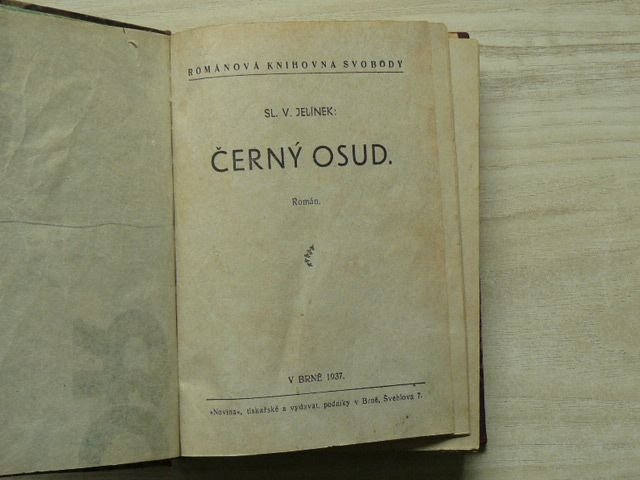 ROMÁNOVÁ KNIHOVNA SVOBODY
SL. V. JELÍNEK:
ČERNÝ OSUD.
Román.
V BRNĚ 1937.
»Novina«, tiskařské a vydavat. podniky v Brně, Švehlova 7.